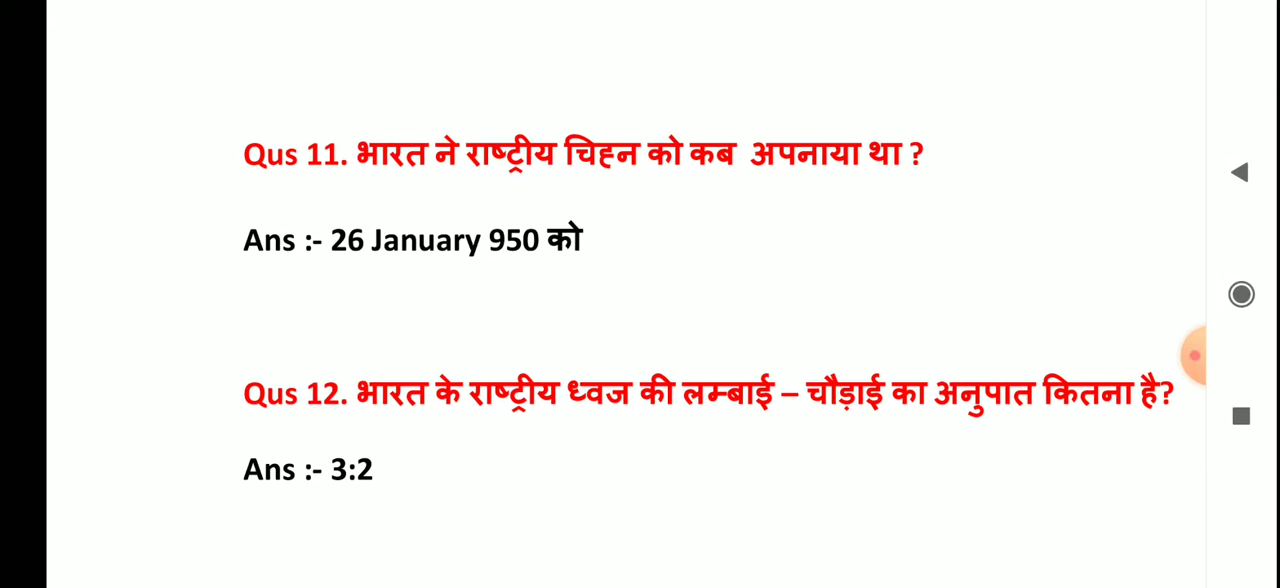 Qus 11. भारत ने राष्ट्रीय चिह्न को कब अपनाया था ?
Ans :- 26 January 950 को
Qus 12. भारत के राष्ट्रीय ध्वज की लम्बाई – चौड़ाई का अनुपात कितना है?
Ans :- 3:2